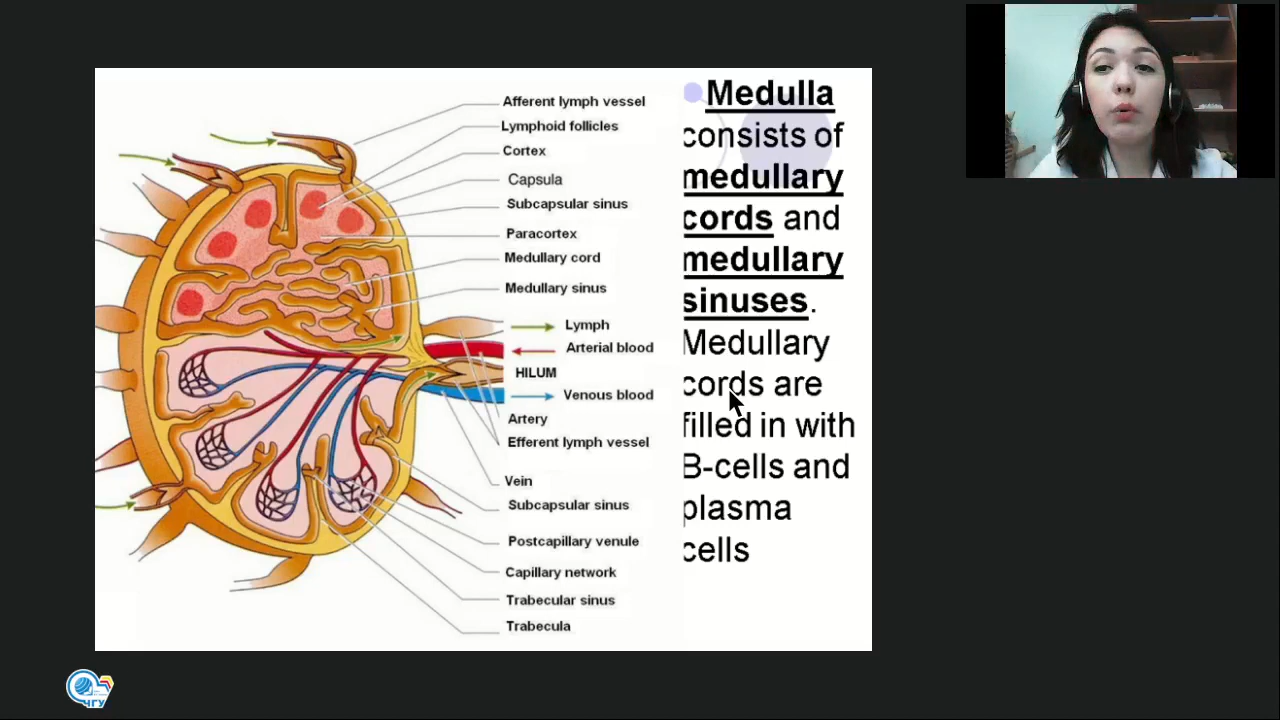 Afferent lymph vessel
Lymphoid follicles
Cortex
Capsula
Subcapsular sinus
Paracortex
Medullary cord
Medullary sinus
Lymph
Arterial blood
HILUM
Venous blood
Artery
Efferent lymph vessel
Vein
Subcapsular sinus
Postcapillary venule
Capillary network
Trabecular sinus
Trabecula
Medulla
consists of
medullary
cords and
medullary
sinuses.
Medullary
cords are
filled in with
B-cells and
plasma
cells
ЧГУ